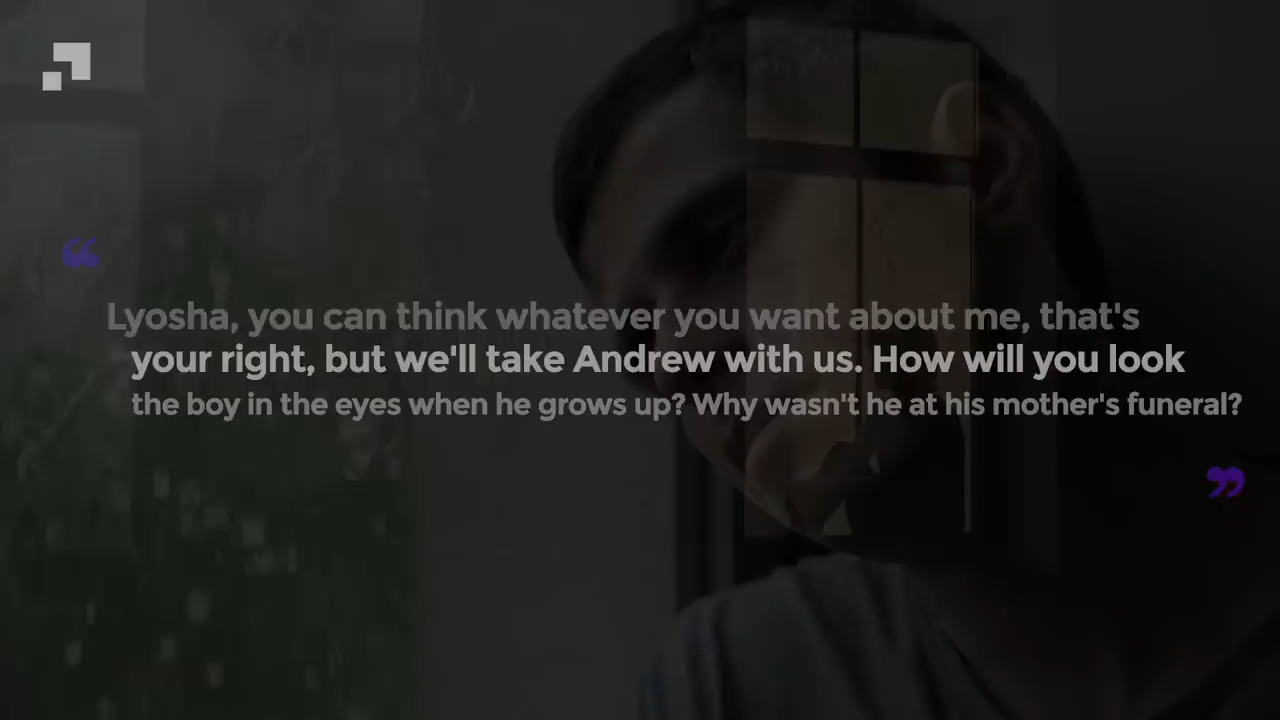 Lyosha, you can think whatever you want about me, that's
your right, but we'll take Andrew with us. How will you look
the boy in the eyes when he grows up? Why wasn't he at his mother's funeral?